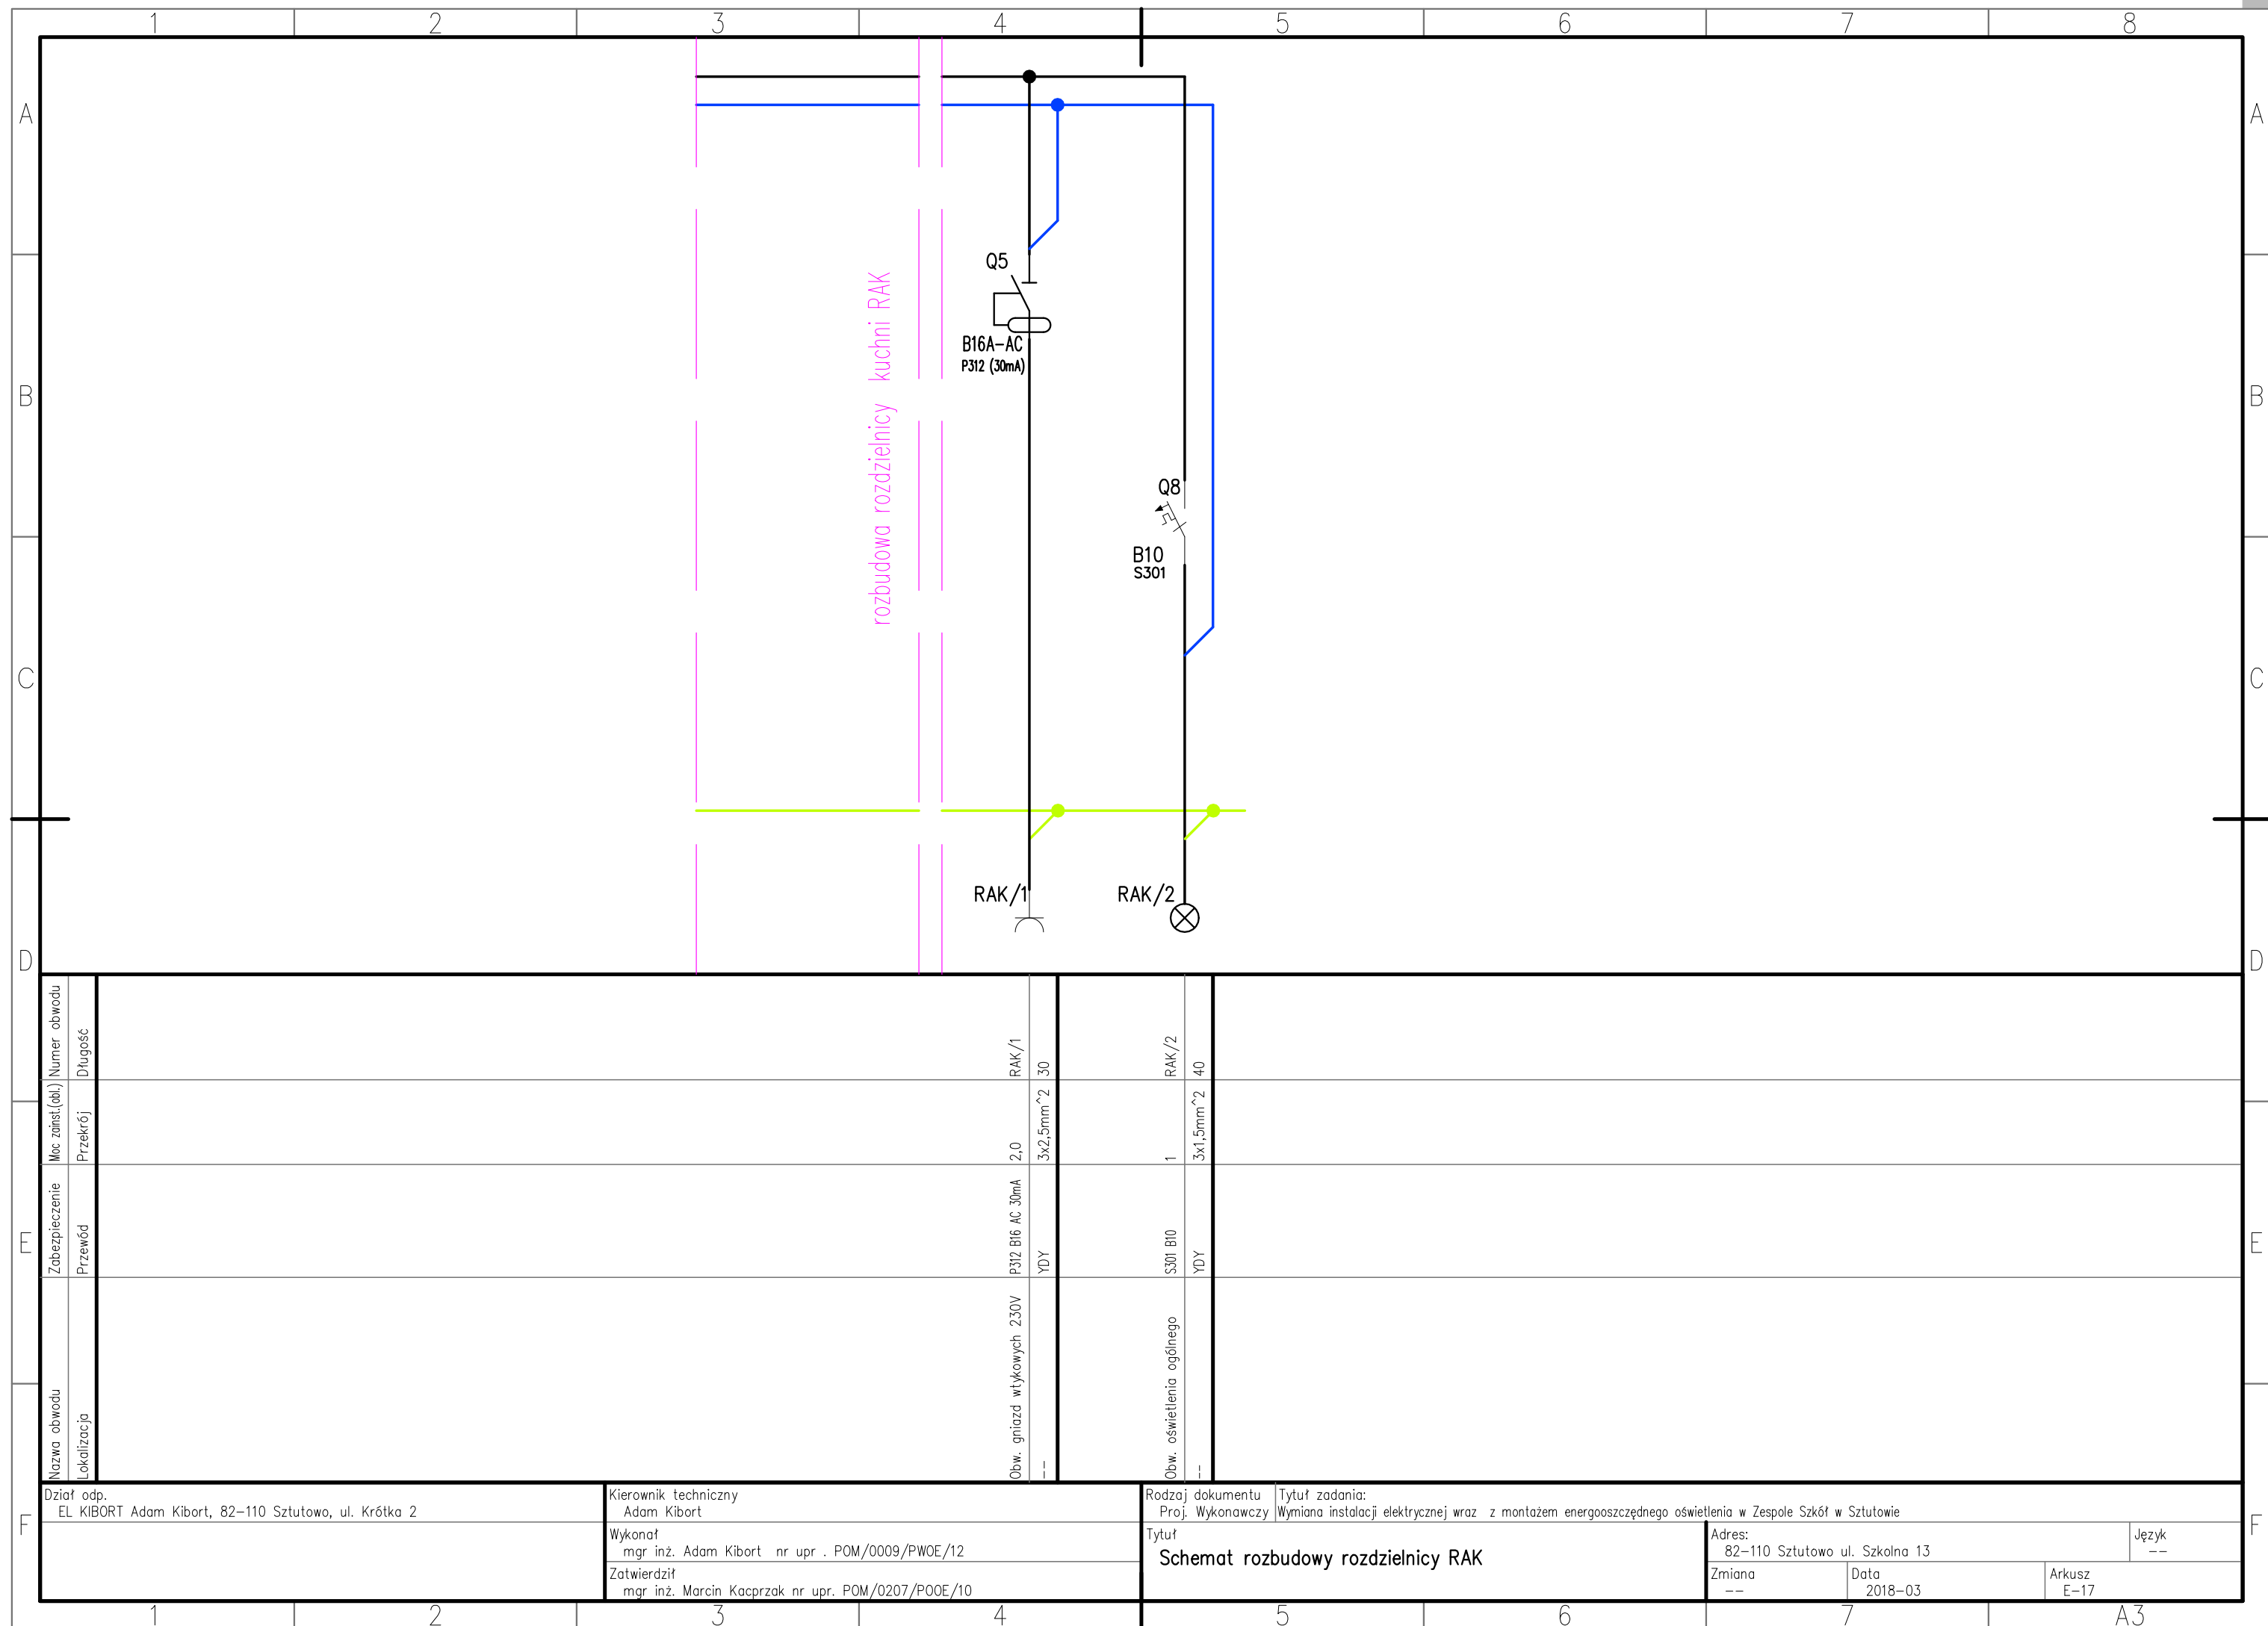 1 2 3 4 5 6 7 8
A A
Q5
B16A-AC
P312 (30mA)
rozbudowa rozdzielnicy kuchni RAK
B B
Q8
B10
S301
C C
RAK/1 RAK/2
D D
Numer obwodu
Długość
RAK/1
30
RAK/2
40
Moc zainst.(obl.)
Przekrój
2,0
3x2,5mm^2
1
3x1,5mm^2
Zabezpieczenie
Przewód
P312 B16 AC 30mA
YDY
S301 B10
YDY
E E
Nazwa obwodu
Lokalizacja
Obw. gniazd wtykowych 230V
--
Obw. oświetlenia ogólnego
--
F F
Dział odp.
EL KIBORT Adam Kibort, 82-110 Sztutowo, ul. Krótka 2
Kierownik techniczny
Adam Kibort
Wykonał
mgr inż. Adam Kibort nr upr . POM/0009/PWOE/12
Zatwierdził
mgr inż. Marcin Kacprzak nr upr. POM/0207/POOE/10
Rodzaj dokumentu
Proj. Wykonawczy
Tytuł zadania:
Wymiana instalacji elektrycznej wraz z montażem energooszczędnego oświetlenia w Zespole Szkół w Sztutowie
Tytuł
Schemat rozbudowy rozdzielnicy RAK
Adres:
82-110 Sztutowo ul. Szkolna 13
Język
--
Zmiana
--
Data
2018-03
Arkusz
E-17
1 2 3 4 5 6 7 A3